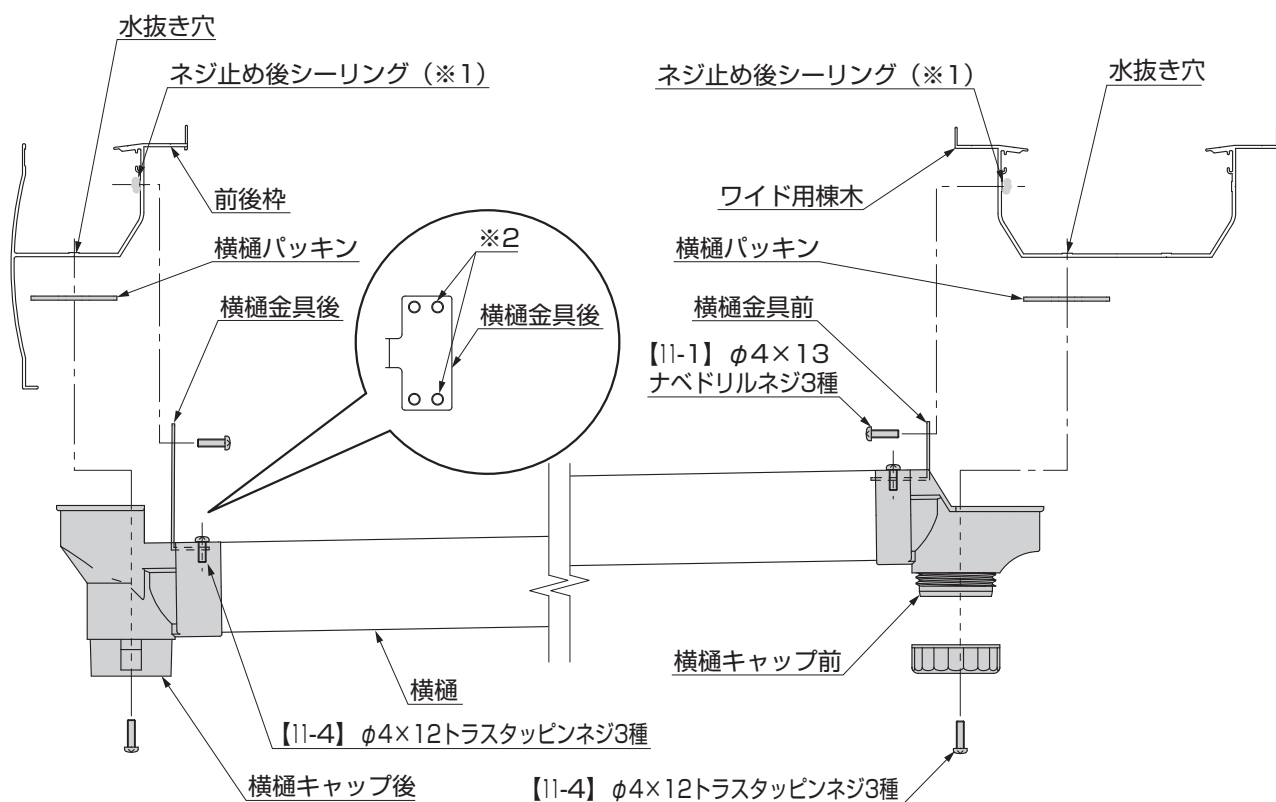 水抜き穴
ネジ止め後シーリング（※1）
ネジ止め後シーリング（※1）
水抜き穴
前後枠
ワイド用棟木
※2
横樋パッキン
横樋パッキン
横樋金具後
横樋金具後
横樋金具前
【11-1】φ4×13
ナベドリルネジ3種
横樋キャップ前
横樋
【11-4】φ4×12トラスタッピンネジ3種
横樋キャップ後
【11-4】φ4×12トラスタッピンネジ3種